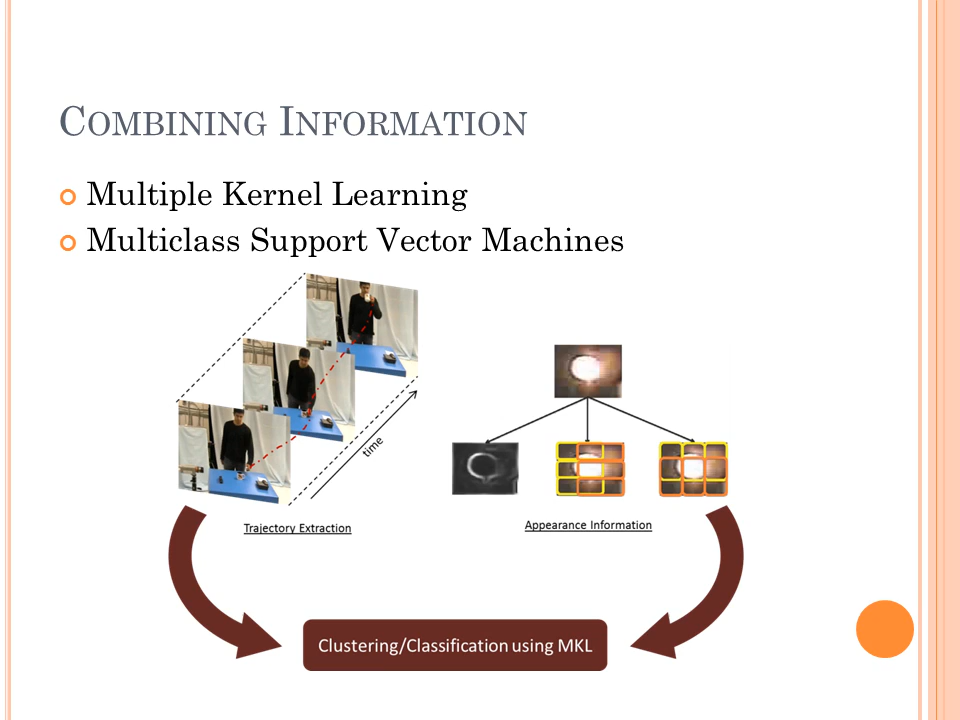 Combining Information
Multiple Kernel Learning
Multiclass Support Vector Machines
time
Trajectory Extraction
Appearance Information
Clustering/Classification using MKL